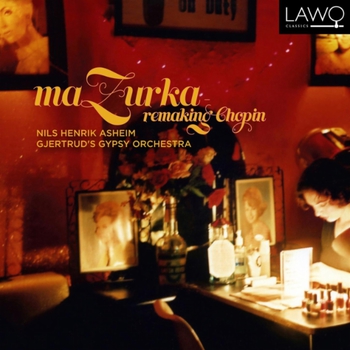 LAWO
CLASSICS
maZurka
remaking Chopin
NILS HENRIK ASHEIM
GJERTRUD'S GYPSY ORCHESTRA